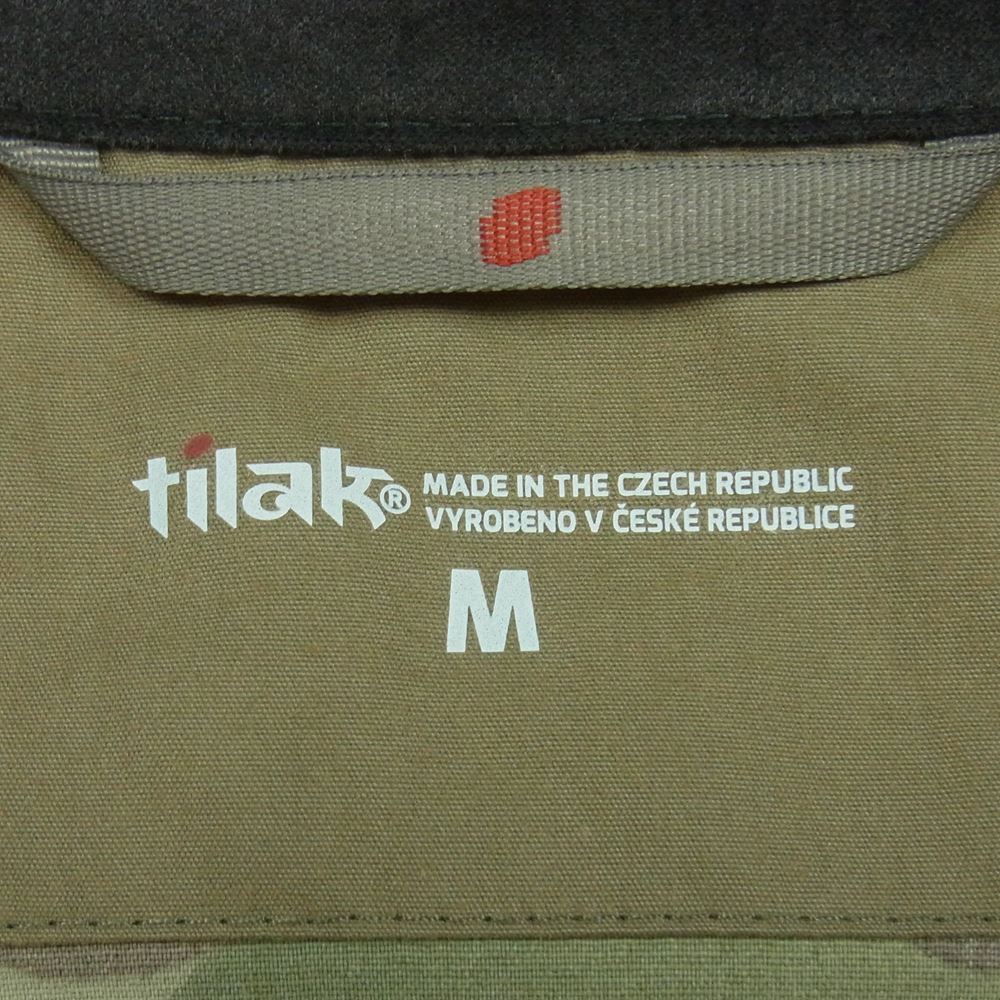 tilak®
MADE IN THE CZECH REPUBLIC
VYROBENO V ČESKÉ REPUBLICE
M